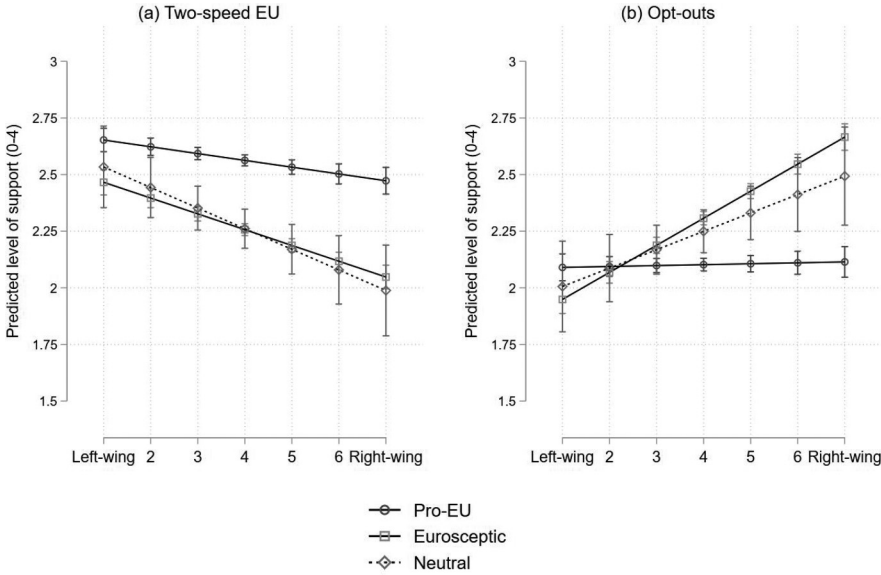 (a) Two-speed EU
Predicted level of support (0-4)
3
2.75
2.5
2.25
2
1.75
1.5
Left-wing 2 3 4 5 6 Right-wing
(b) Opt-outs
Predicted level of support (0-4)
3
2.75
2.5
2.25
2
1.75
1.5
Left-wing 2 3 4 5 6 Right-wing
Pro-EU
Eurosceptic
Neutral